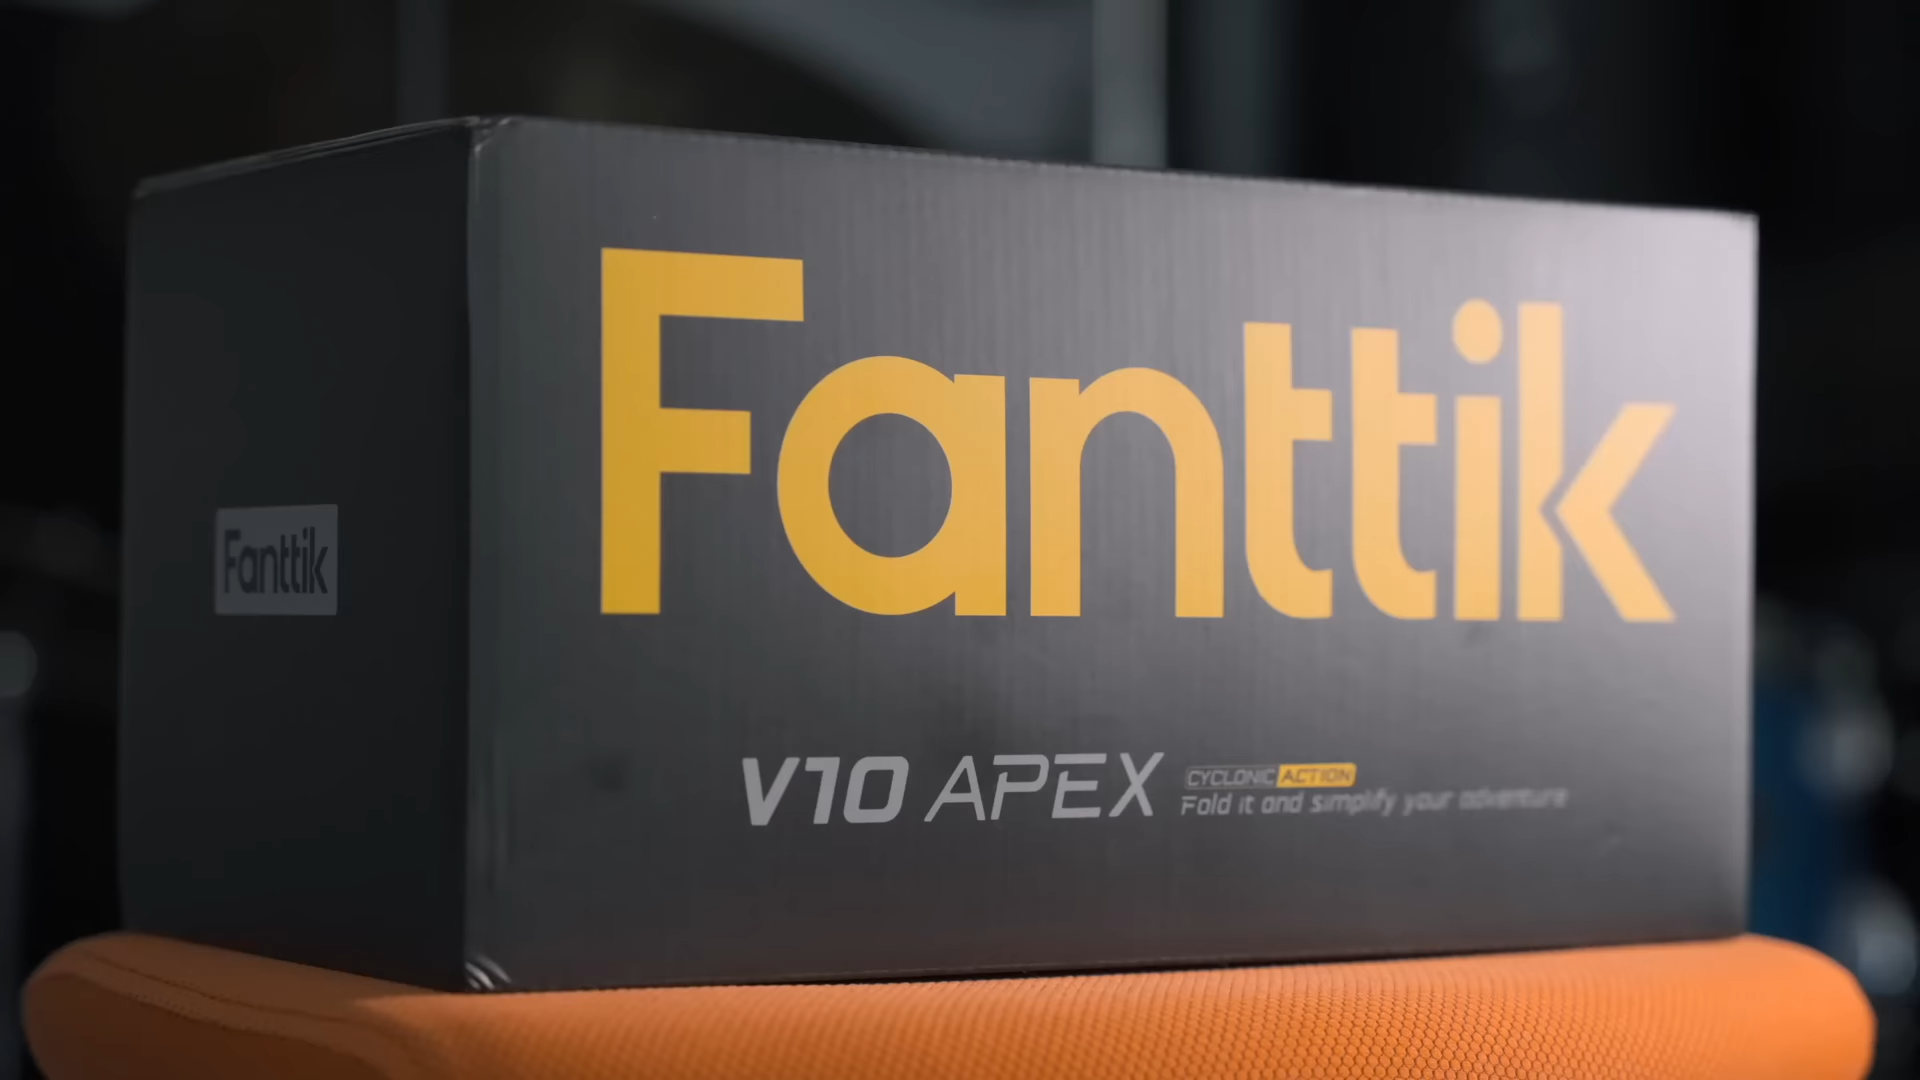 Fanttik
Fanttik
V10 APEX
CYCLONIC ACTION
Fold it and simplify your adventure